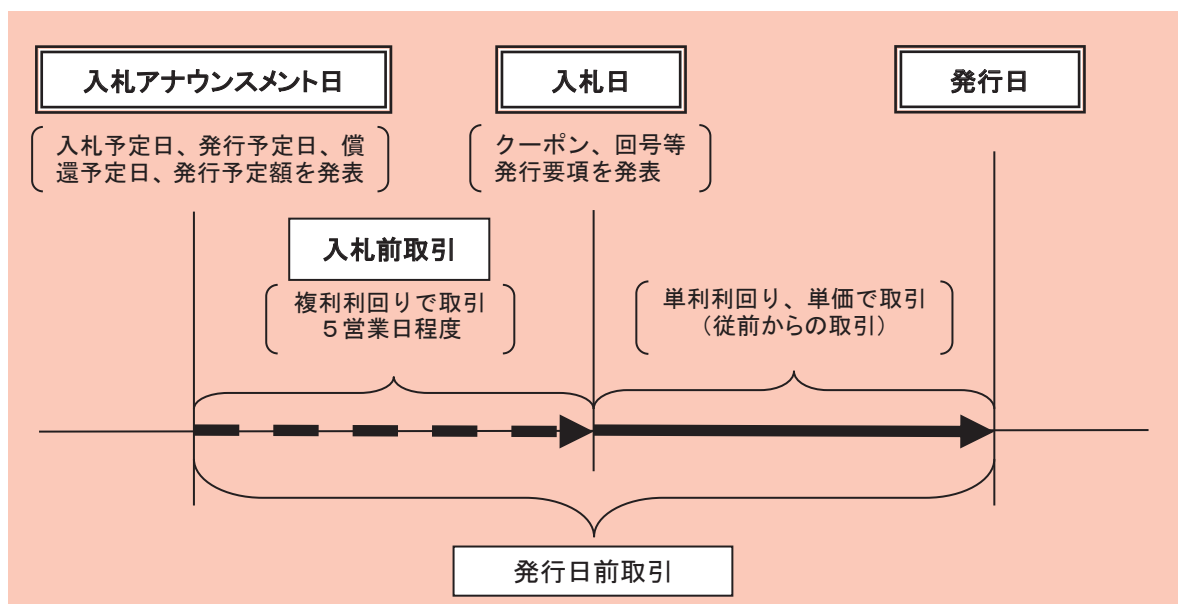 入札アナウンスメント日
入札予定日、発行予定日、償
還予定日、発行予定額を発表
入札日
クーポン、回号等
発行要項を発表
発行日
入札前取引
複利利回りで取引
５営業日程度
単利利回り、単価で取引
（従前からの取引）
発行日前取引